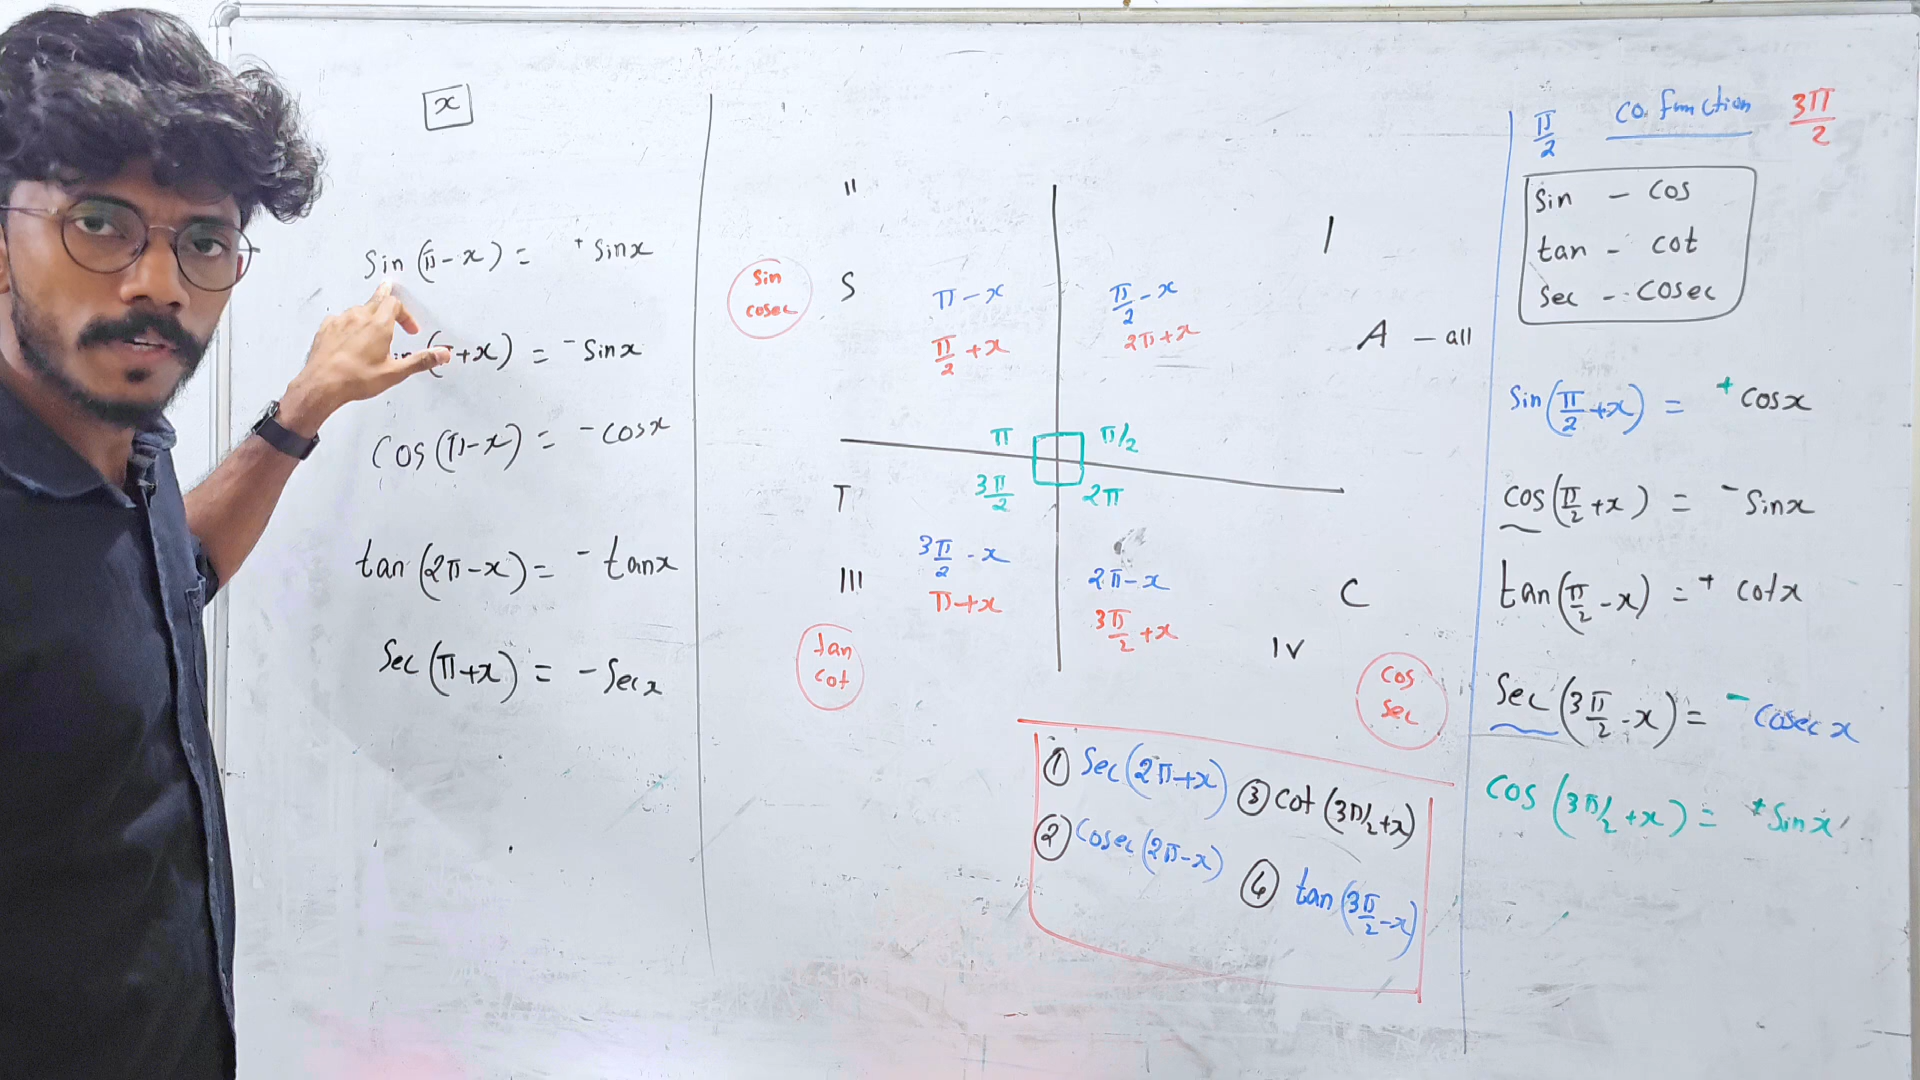 x
sin (π - x) = + sinx
(π+x) = - sinx
cos (π-x) = - cosx
tan (2π-x) = - tanx
Sec (π+x) = - Secx
II
I
sin
cosec
S
π - x
π/2 + x
π/2 - x
2π+x
A - all
π
π/2
3π/2
2π
T
III
3π/2 - x
π+x
2π-x
3π/2 + x
C
IV
tan
cot
cos
sec
① Sec (2π+x)
② Cosec (2π-x)
③ cot (3π/2+x)
④ tan (3π/2-x)
π/2 co. function 3π/2
sin - cos
tan - cot
sec - cosec
sin (π/2+x) = + cosx
cos (π/2+x) = - sinx
tan (π/2-x) = + cotx
Sec (3π/2-x) = - cosec x
cos (3π/2+x) = + sinx